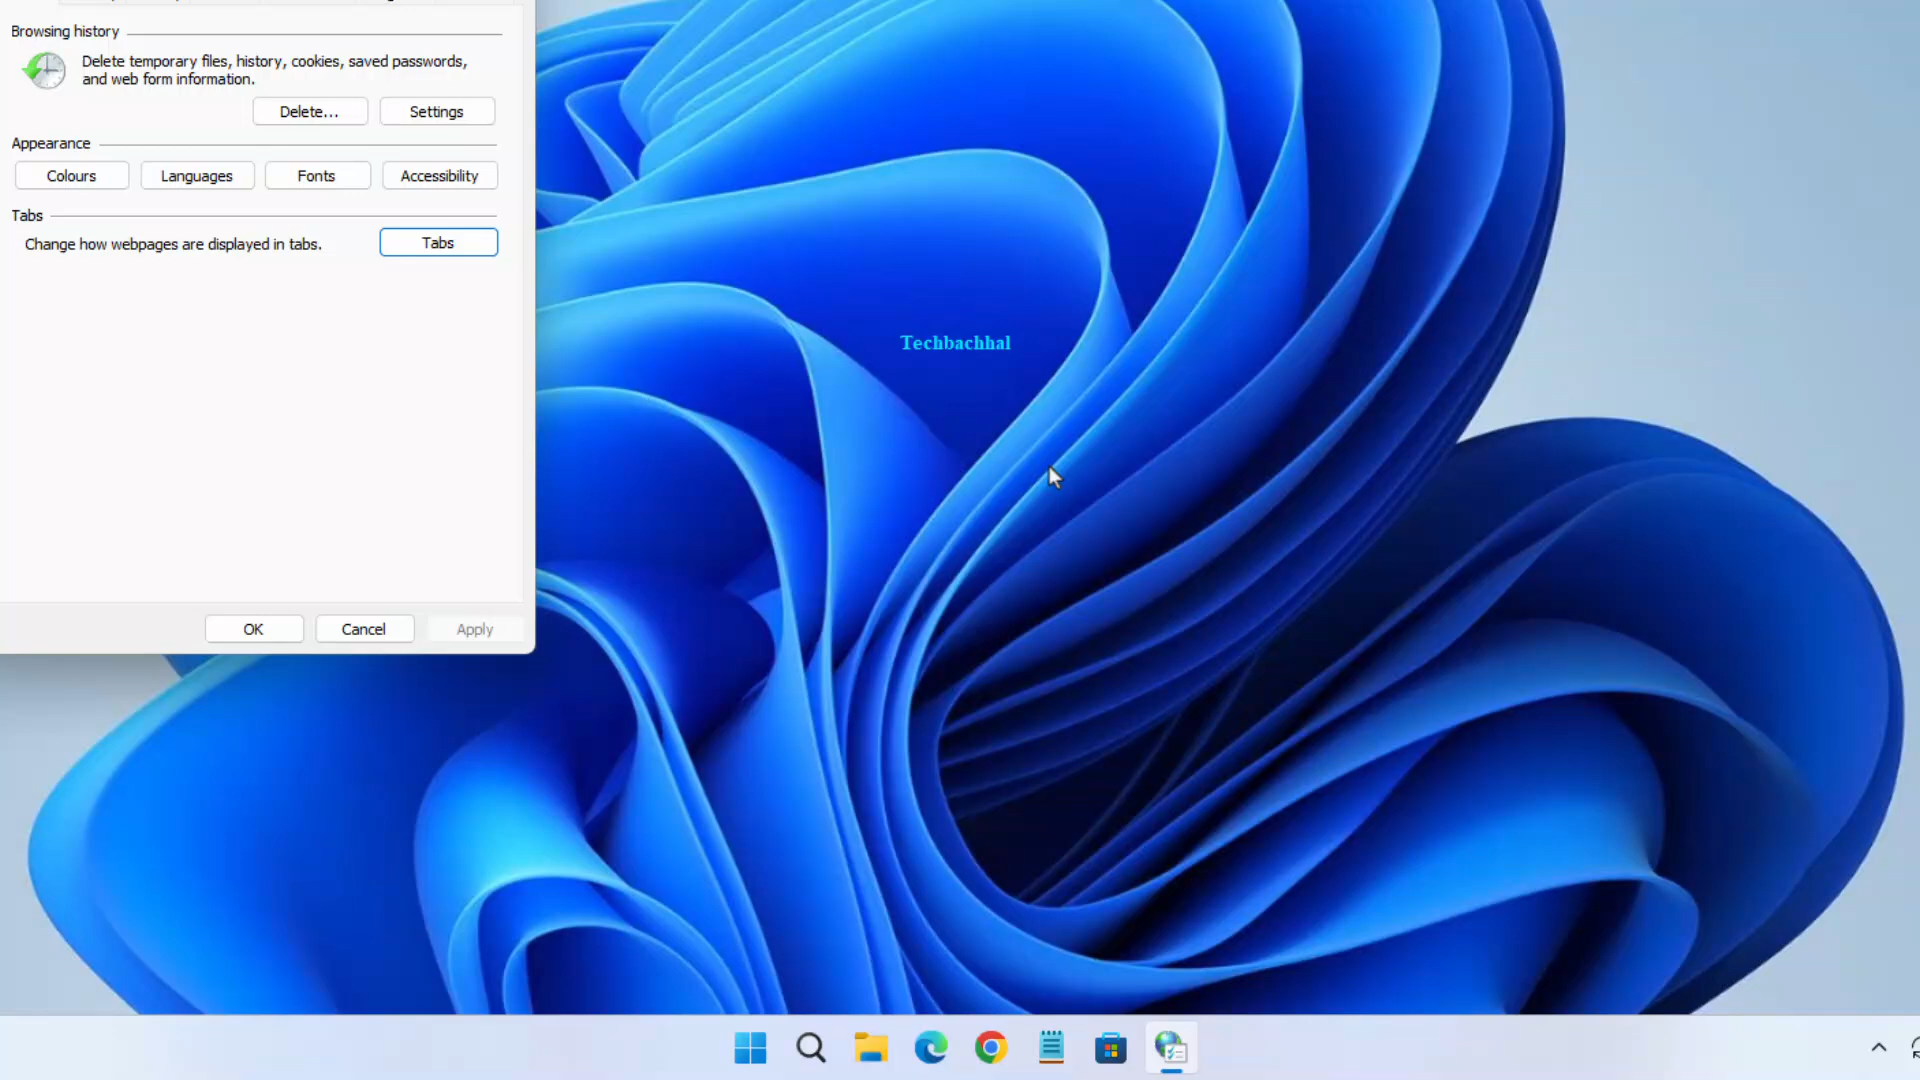 Browsing history
Delete temporary files, history, cookies, saved passwords,
and web form information.
Delete...
Settings
Appearance
Colours
Languages
Fonts
Accessibility
Tabs
Change how webpages are displayed in tabs.
Tabs
Techbachhal
OK
Cancel
Apply